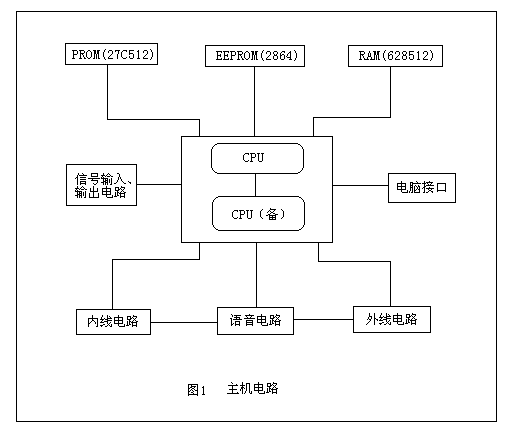 PROM(27C512)
EEPROM(2864)
RAM(628512)
CPU
信号输入、
输出电路
电脑接口
CPU（备）
内线电路
语音电路
外线电路
图1 主机电路